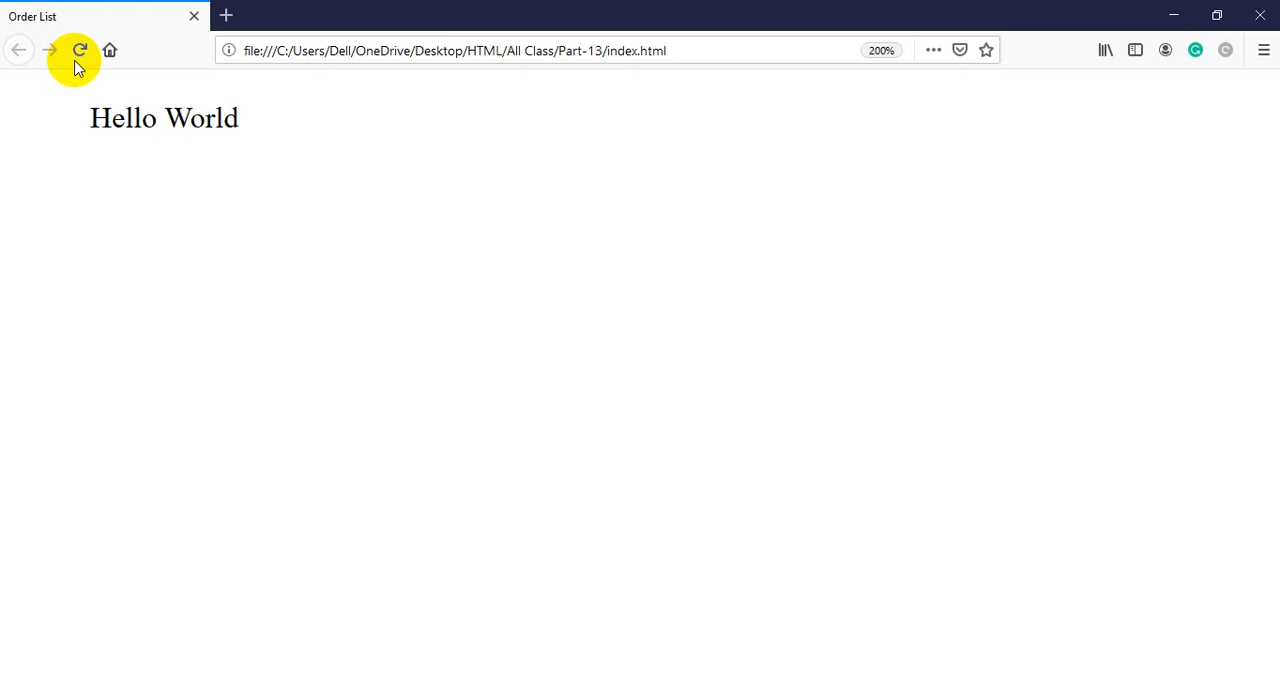 Order List
file:///C:/Users/Dell/OneDrive/Desktop/HTML/All Class/Part-13/index.html
200%
Hello World